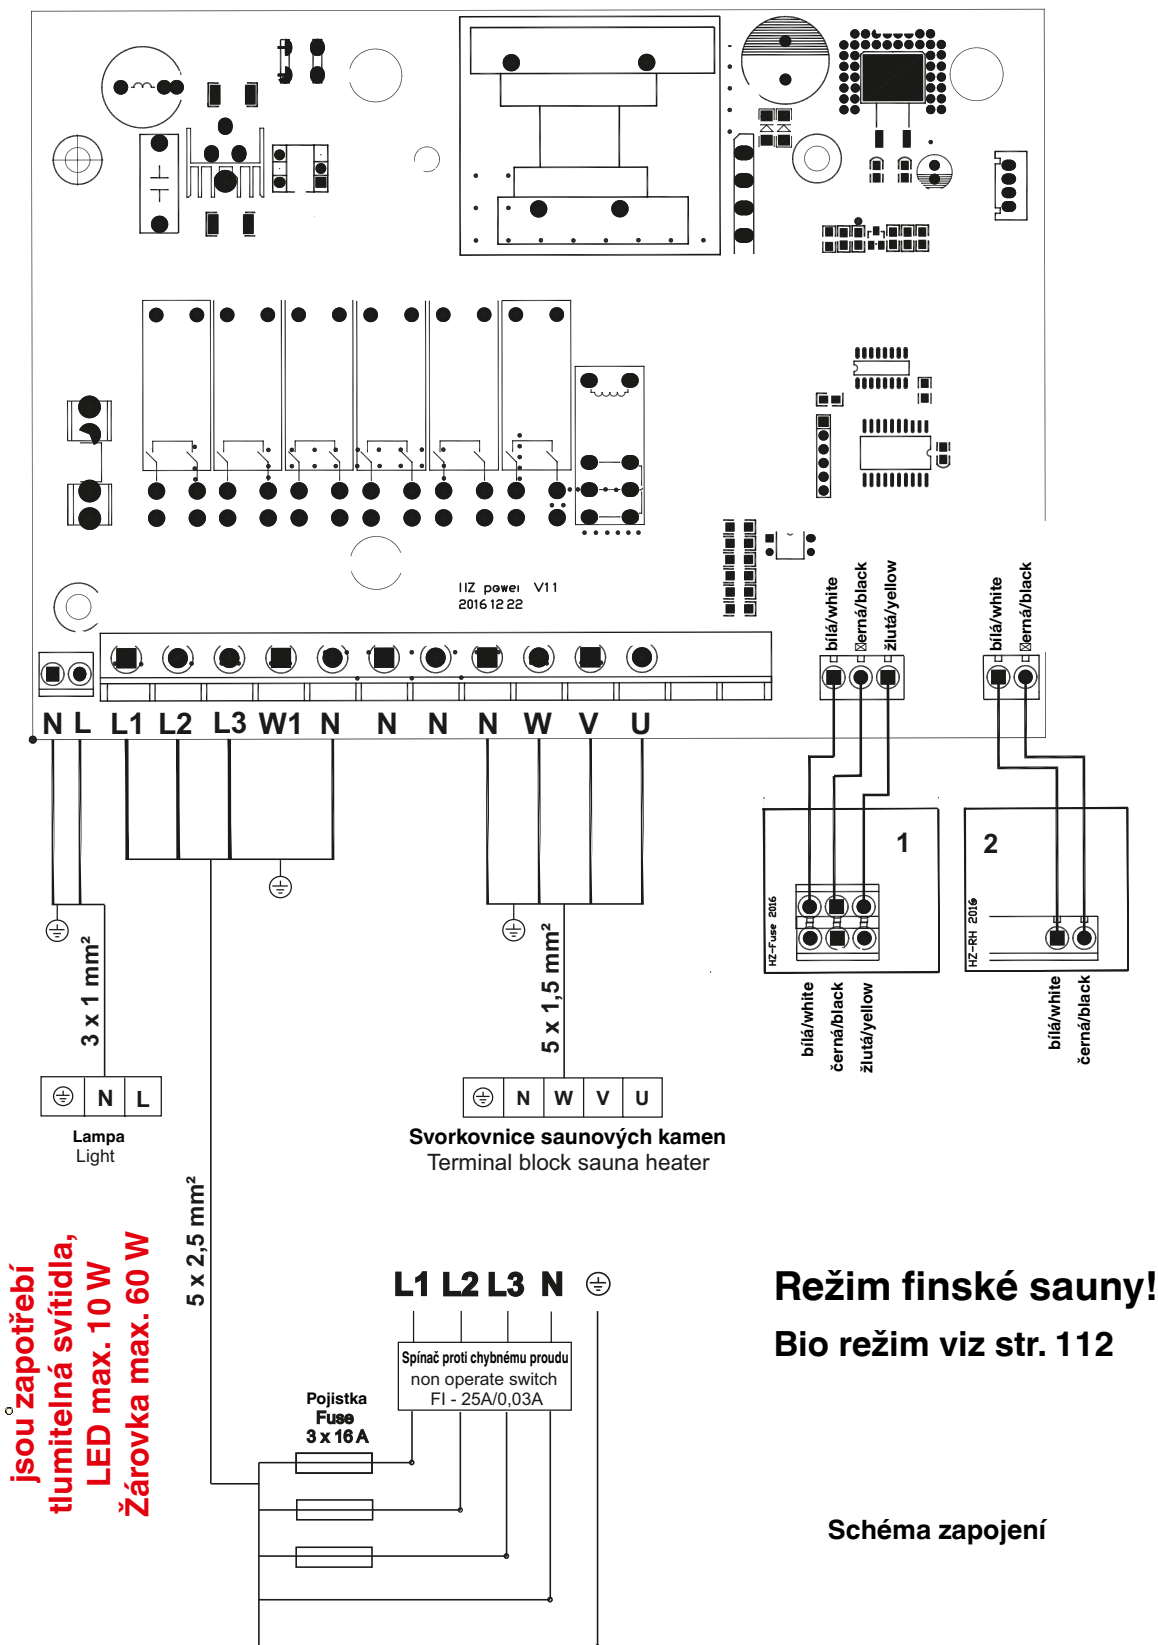 IIZ power V11
2016 12 22
bílá/white
erná/black
žlutá/yellow
bílá/white
erná/black
N L L1 L2 L3 W1 N N N N W V U
1
2
HZ-Fuse 2016
HZ-RH 2016
bílá/white
černá/black
žlutá/yellow
bílá/white
černá/black
3 x 1 mm²
5 x 1,5 mm²
N L
Lampa
Light
N W V U
Svorkovnice saunových kamen
Terminal block sauna heater
5 x 2,5 mm²
jsou zapotřebí
tlumitelná svítidla,
LED max. 10 W
Žárovka max. 60 W
L1 L2 L3 N
Spínač proti chybnému proudu
non operate switch
FI - 25A/0,03A
Pojistka
Fuse
3 x 16 A
Režim finské sauny!
Bio režim viz str. 112
Schéma zapojení